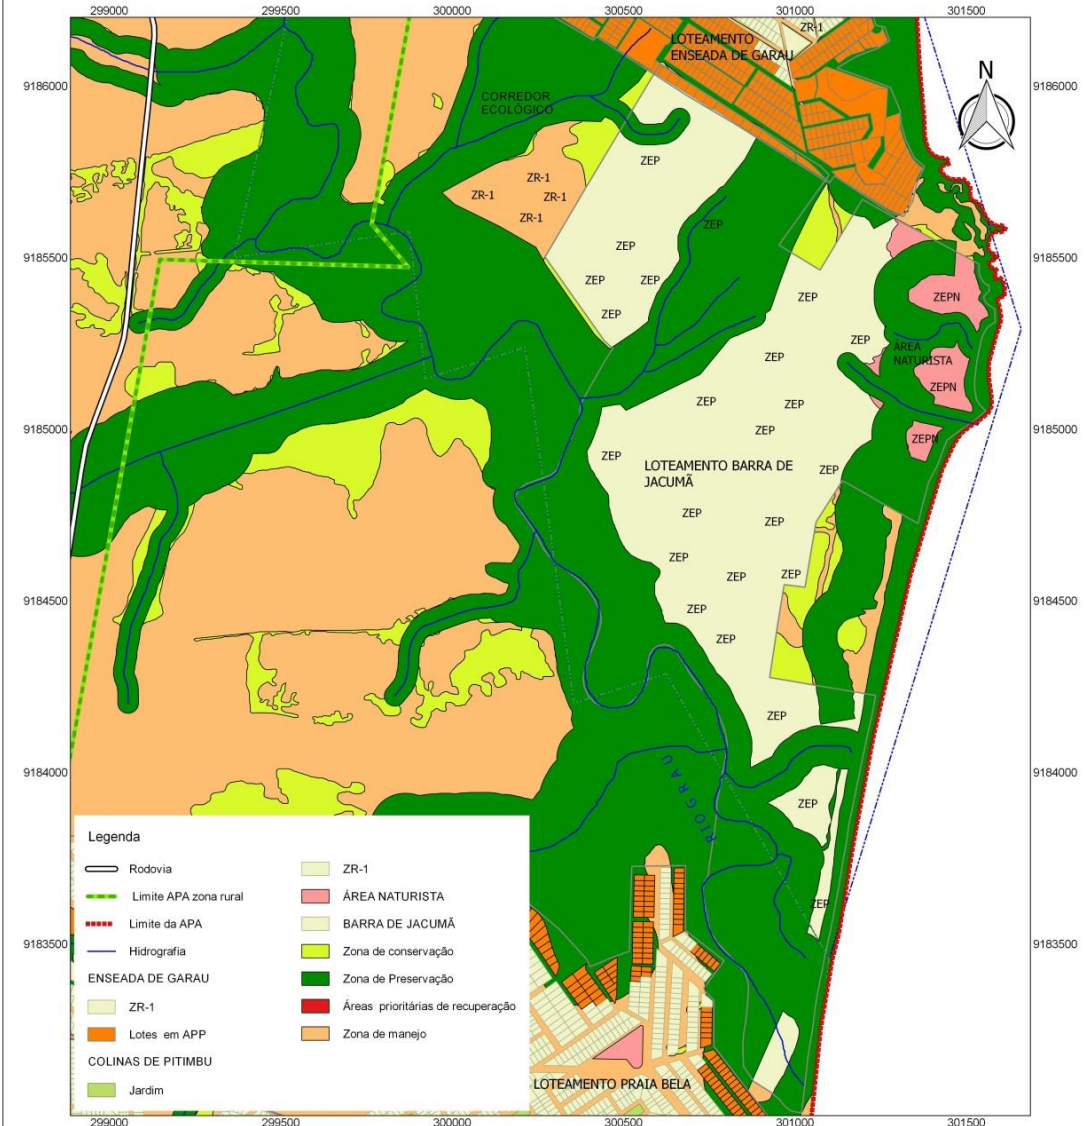 299000 299500 300000 300500 301000 301500
ZR-1
LOTEAMENTO
ENSEADA DE GARAU
9186000 9186000
N
CORREDOR
ECOLÓGICO
ZEP
ZR-1
ZR-1 ZR-1
ZR-1
ZEP
ZEP
9185500 9185500
ZEP ZEP
ZEP
ZEP
ZEPN
ZEP
ÁREA
NATURISTA
ZEP
ZEPN
ZEP
ZEP
ZEP
9185000 9185000
ZEPN
ZEP
LOTEAMENTO BARRA DE
JACUMÃ
ZEP
ZEP
ZEP
ZEP
ZEP
ZEP
9184500 9184500
ZEP
ZEP
ZEP
9184000 9184000
RIO GRAU
ZEP
ZEP
9183500 9183500
LOTEAMENTO PRAIA BELA
Legenda
Rodovia
Limite APA zona rural
Limite da APA
Hidrografia
ENSEADA DE GARAU
ZR-1
Lotes em APP
COLINAS DE PITIMBU
Jardim
ZR-1
ÁREA NATURISTA
BARRA DE JACUMÃ
Zona de conservação
Zona de Preservação
Áreas prioritárias de recuperação
Zona de manejo
299000 299500 300000 300500 301000 301500